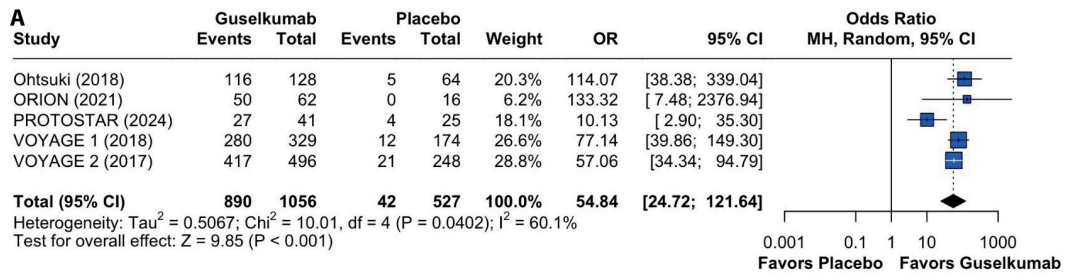 A
Guselkumab Placebo Odds Ratio
Study Events Total Events Total Weight OR 95% CI MH, Random, 95% CI
Ohtsuki (2018) 116 128 5 64 20.3% 114.07 [38.38; 339.04]
ORION (2021) 50 62 0 16 6.2% 133.32 [ 7.48; 2376.94]
PROTOSTAR (2024) 27 41 4 25 18.1% 10.13 [ 2.90; 35.30]
VOYAGE 1 (2018) 280 329 12 174 26.6% 77.14 [39.86; 149.30]
VOYAGE 2 (2017) 417 496 21 248 28.8% 57.06 [34.34; 94.79]
Total (95% CI) 890 1056 42 527 100.0% 54.84 [24.72; 121.64]
Heterogeneity: Tau² = 0.5067; Chi² = 10.01, df = 4 (P = 0.0402); I² = 60.1%
Test for overall effect: Z = 9.85 (P < 0.001)
0.001 0.1 1 10 1000
Favors Placebo Favors Guselkumab